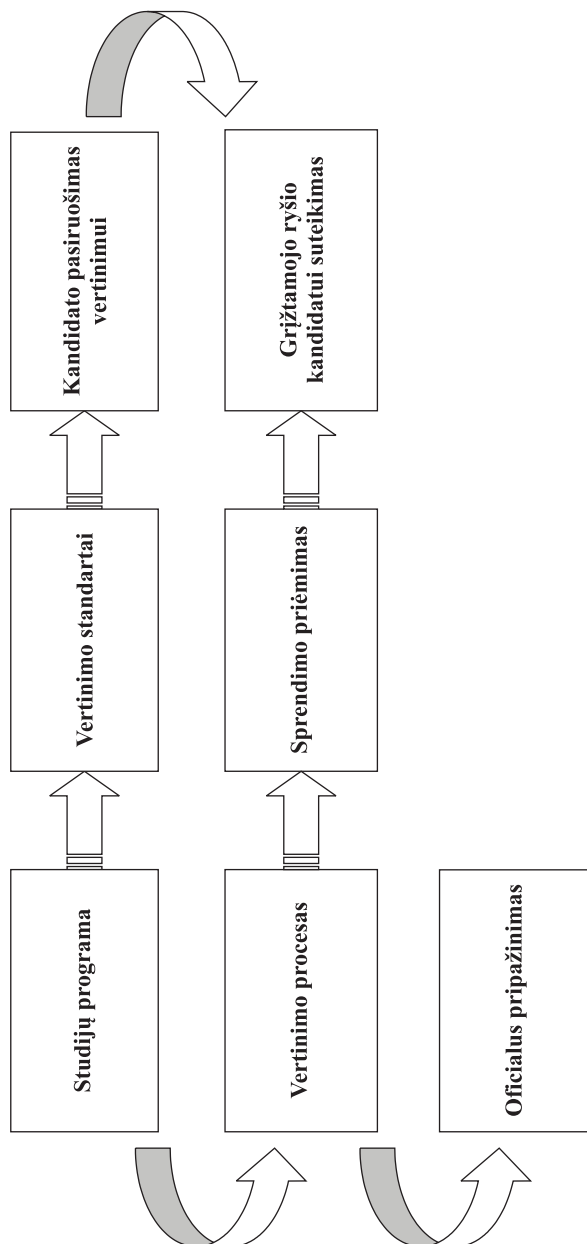 Studijų programa
Vertinimo standartai
Kandidato pasiruošimas
vertinimui
Vertinimo procesas
Sprendimo priėmimas
Grįžtamojo ryšio
kandidatui suteikimas
Oficialus pripažinimas